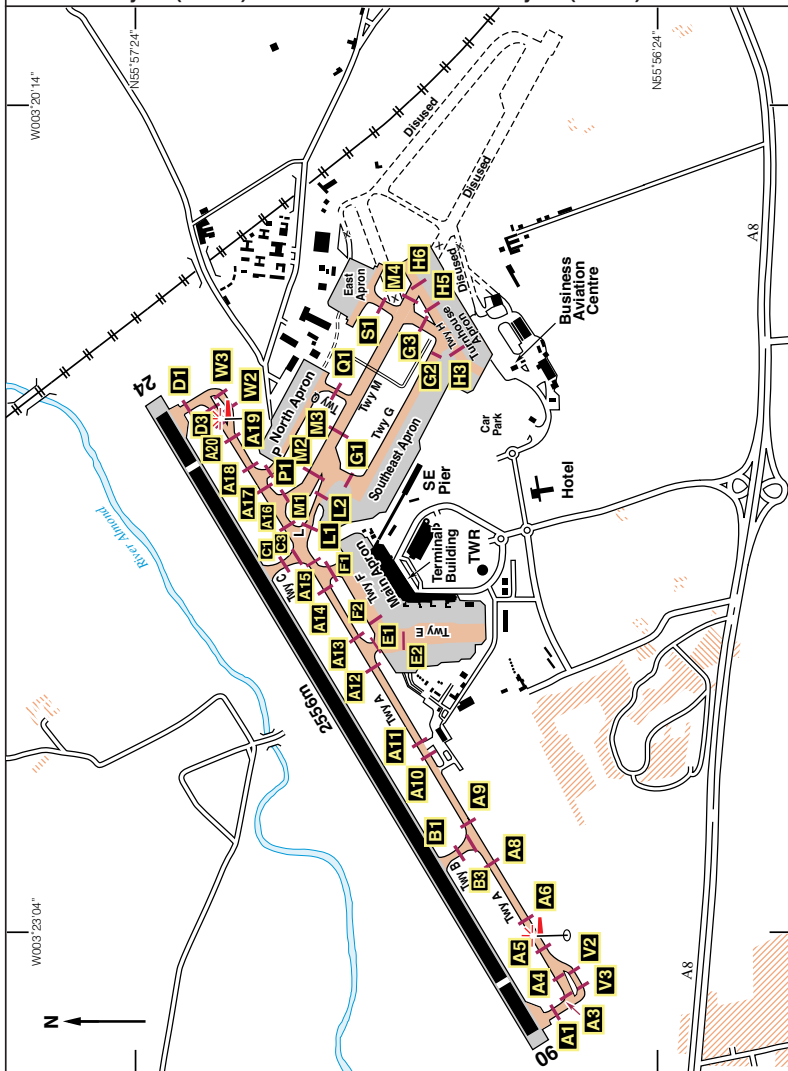 W003°20'14"
N55°57'24"
N55°56'24"
W003°23'04"
N
River Almond
24
06
2556m
D1
W3
W2
D3
A20
A19
A18
A17
A16
P1
P
North Apron
M2
M3
M1
Q1
Twy Q
Twy M
Twy G
G1
G2
G3
S1
East Apron
M4
H6
H5
H3
Twy H
Turnhouse Apron
Southeast Apron
Disused
Disused
Disused
C1
C3
Twy C
L
L1
L2
A15
A14
A13
A12
F1
F2
Twy F
Main Apron
E1
E2
Twy E
SE Pier
Terminal Building
TWR
Car Park
Hotel
Business Aviation Centre
Twy A
A11
A10
A9
B1
Twy B
B3
A8
Twy A
A6
A5
A4
V2
V3
A3
A1
A8
A8